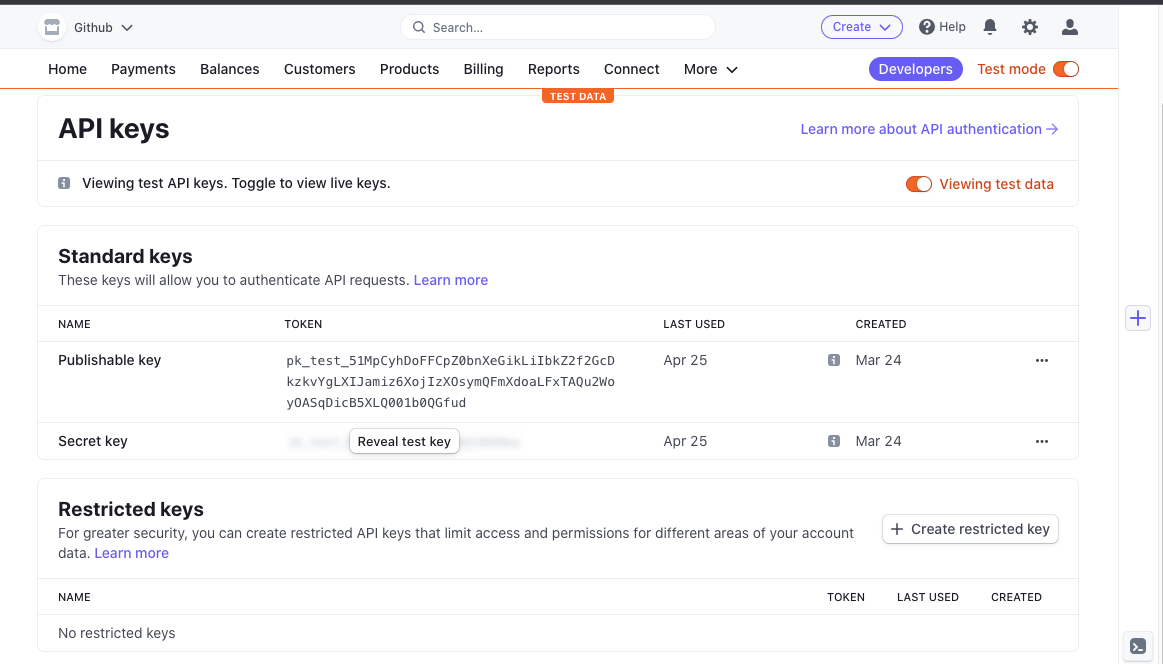 Github
Search...
Create
Help
Home Payments Balances Customers Products Billing Reports Connect More
Developers
Test mode
TEST DATA
API keys
Learn more about API authentication →
Viewing test API keys. Toggle to view live keys.
Viewing test data
Standard keys
These keys will allow you to authenticate API requests. Learn more
NAME TOKEN LAST USED CREATED
Publishable key pk_test_51MpCyhDoFFCpZ0bnXeGikLiIbkZ2f2GcD Apr 25 Mar 24
kzkvYgLXIJamiz6XojIzXOsymQFmXdoaLFxTAQu2Wo
yOASqDicB5XLQ001b0QGfud
Secret key Reveal test key Apr 25 Mar 24
Restricted keys
For greater security, you can create restricted API keys that limit access and permissions for different areas of your account
data. Learn more
+ Create restricted key
NAME TOKEN LAST USED CREATED
No restricted keys